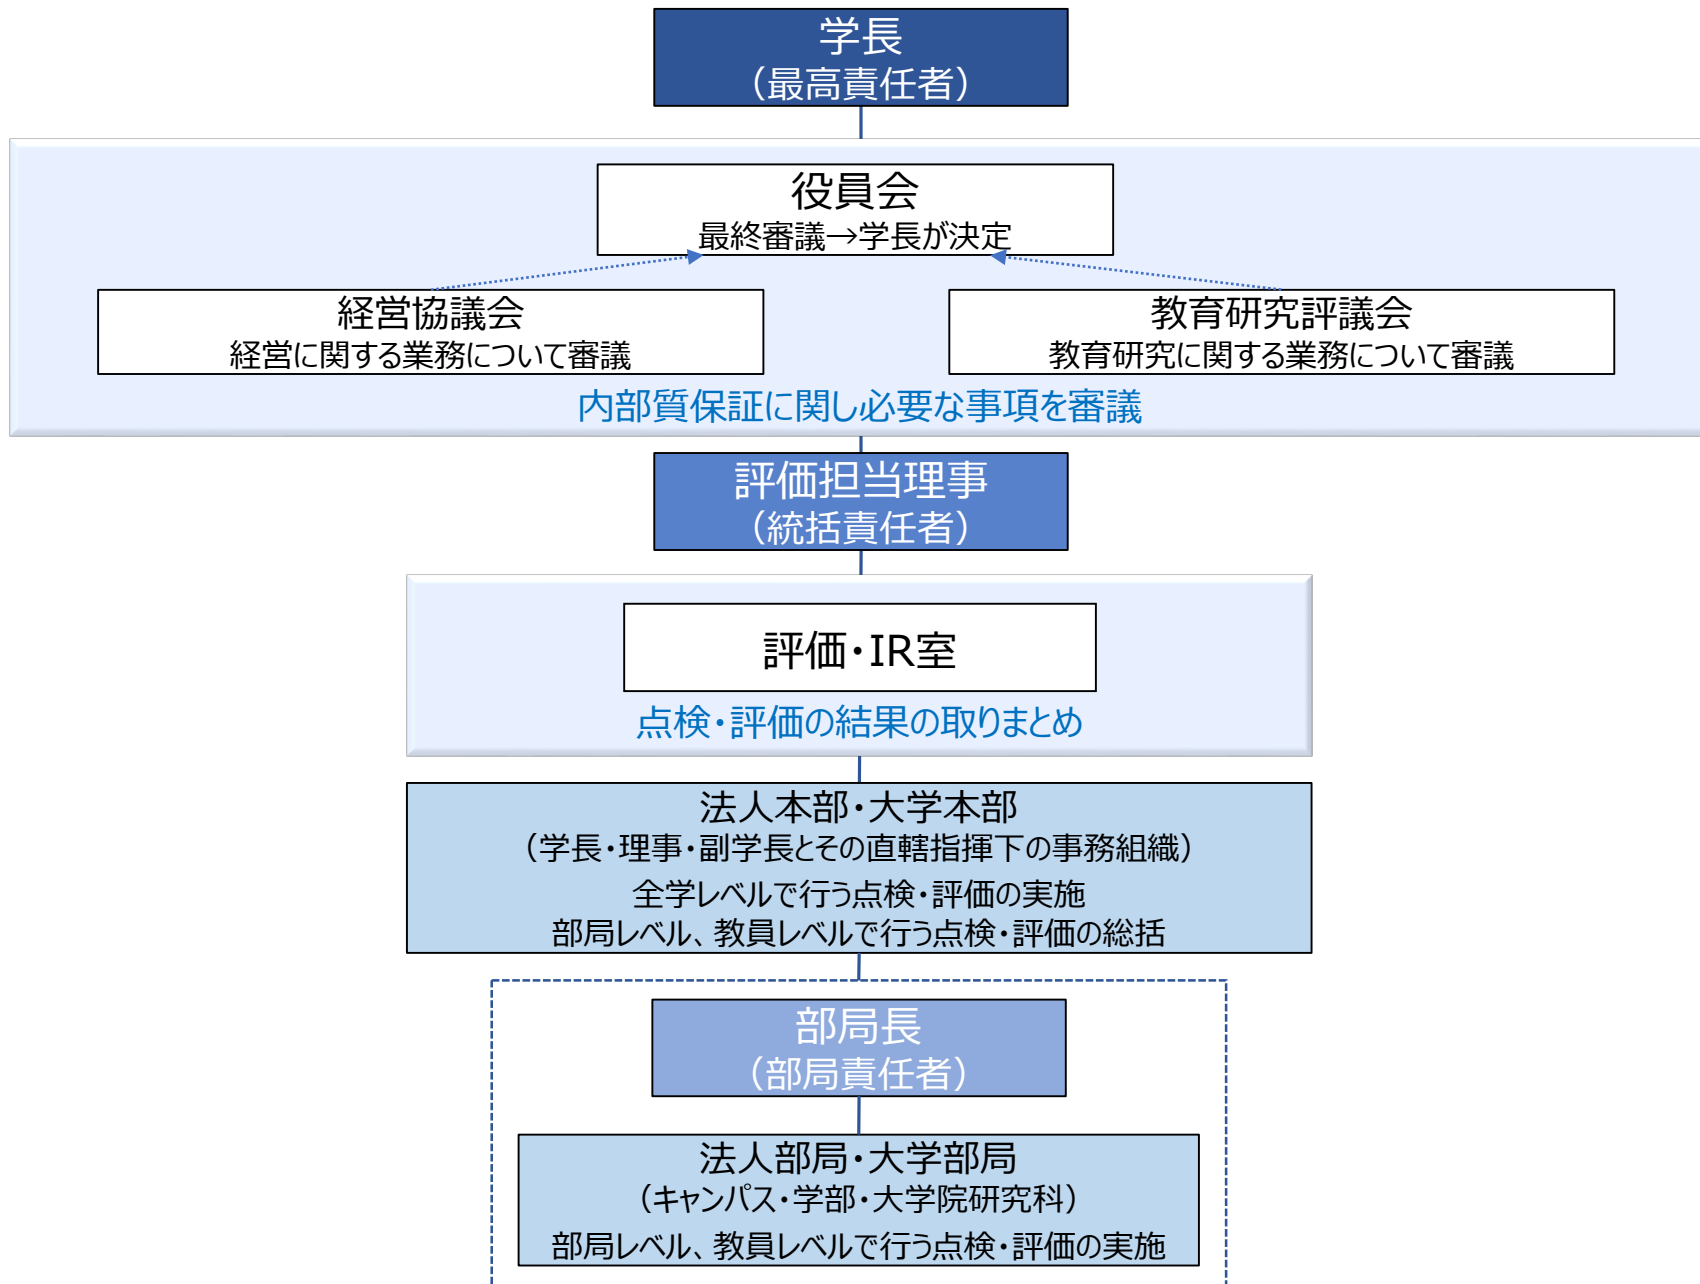 学長
（最高責任者）
役員会
最終審議→学長が決定
経営協議会
経営に関する業務について審議
教育研究評議会
教育研究に関する業務について審議
内部質保証に関し必要な事項を審議
評価担当理事
（統括責任者）
評価・IR室
点検・評価の結果の取りまとめ
法人本部・大学本部
（学長・理事・副学長とその直轄指揮下の事務組織）
全学レベルで行う点検・評価の実施
部局レベル、教員レベルで行う点検・評価の総括
部局長
（部局責任者）
法人部局・大学部局
（キャンパス・学部・大学院研究科）
部局レベル、教員レベルで行う点検・評価の実施